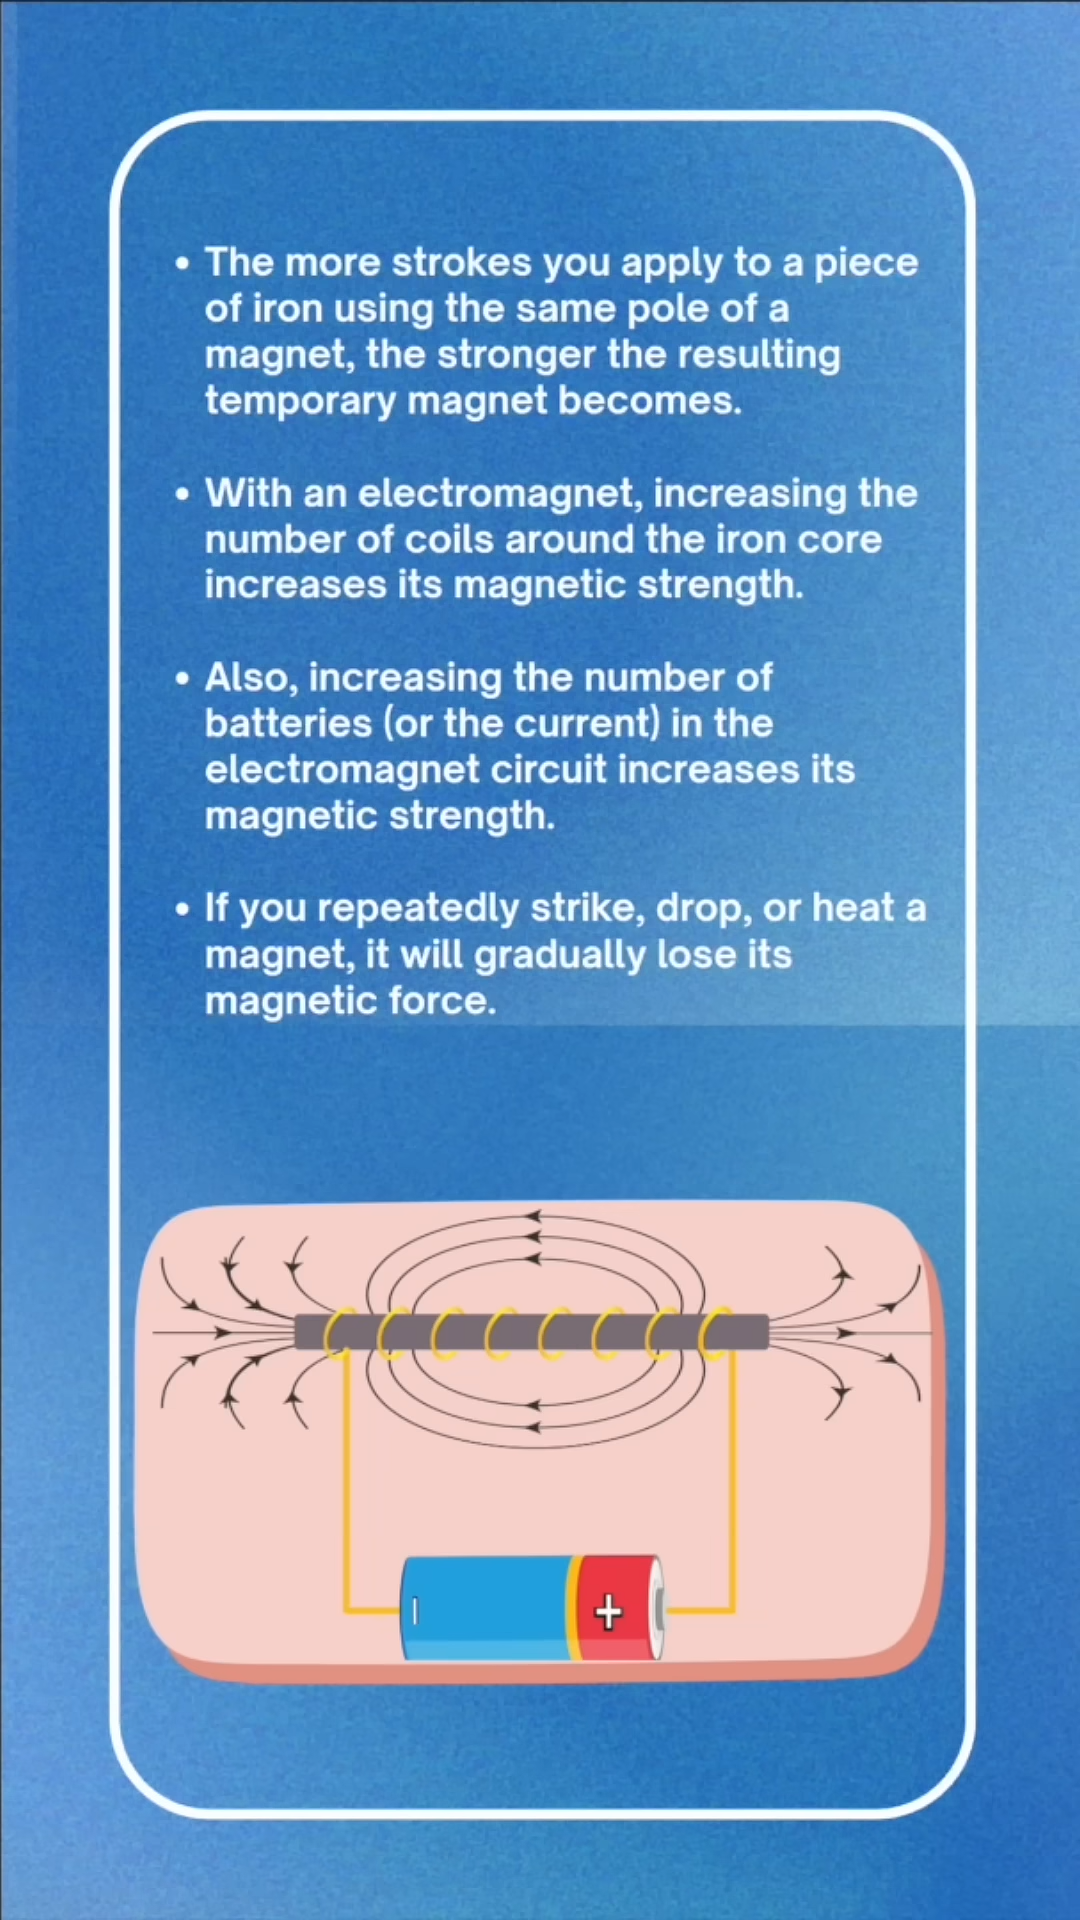 • The more strokes you apply to a piece
of iron using the same pole of a
magnet, the stronger the resulting
temporary magnet becomes.
• With an electromagnet, increasing the
number of coils around the iron core
increases its magnetic strength.
• Also, increasing the number of
batteries (or the current) in the
electromagnet circuit increases its
magnetic strength.
• If you repeatedly strike, drop, or heat a
magnet, it will gradually lose its
magnetic force.
| +